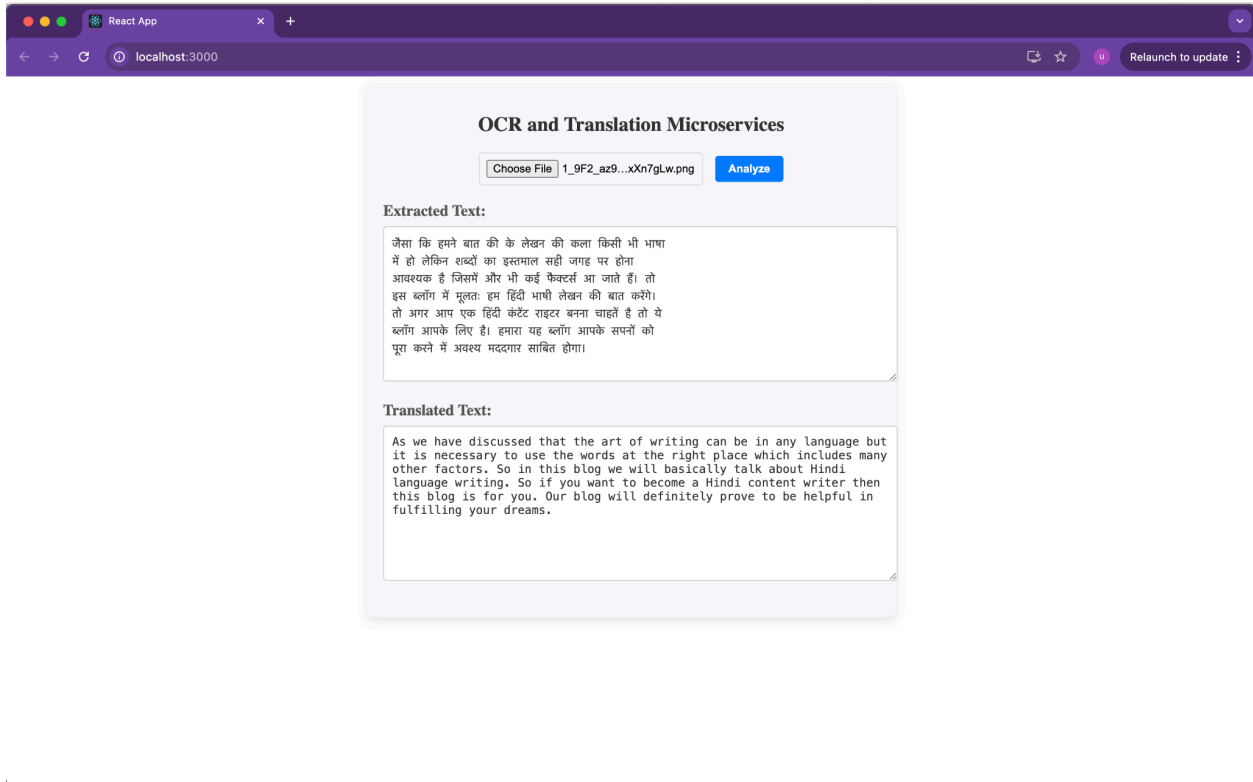 React App
localhost:3000
U
Relaunch to update
OCR and Translation Microservices
Choose File 1_9F2_az9...xXn7gLw.png Analyze
Extracted Text:
जैसा कि हमने बात की के लेखन की कला किसी भी भाषा
में हो लेकिन शब्दों का इस्तमाल सही जगह पर होना
आवश्यक है जिसमें और भी कई फैक्टर्स आ जाते हैं। तो
इस ब्लॉग में मूलतः हम हिंदी भाषी लेखन की बात करेंगे।
तो अगर आप एक हिंदी कंटेंट राइटर बनना चाहतें है तो ये
ब्लॉग आपके लिए है। हमारा यह ब्लॉग आपके सपनों को
पूरा करने में अवश्य मददगार साबित होगा।
Translated Text:
As we have discussed that the art of writing can be in any language but
it is necessary to use the words at the right place which includes many
other factors. So in this blog we will basically talk about Hindi
language writing. So if you want to become a Hindi content writer then
this blog is for you. Our blog will definitely prove to be helpful in
fulfilling your dreams.